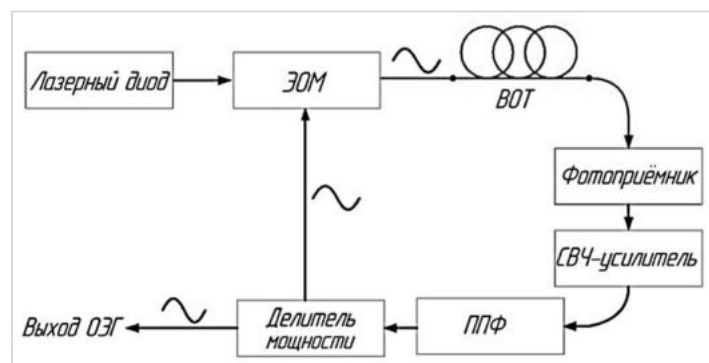 Лазерный диод
ЭОМ
ВОТ
Фотоприёмник
СВЧ-усилитель
ППФ
Делитель
мощности
Выход ОЭГ